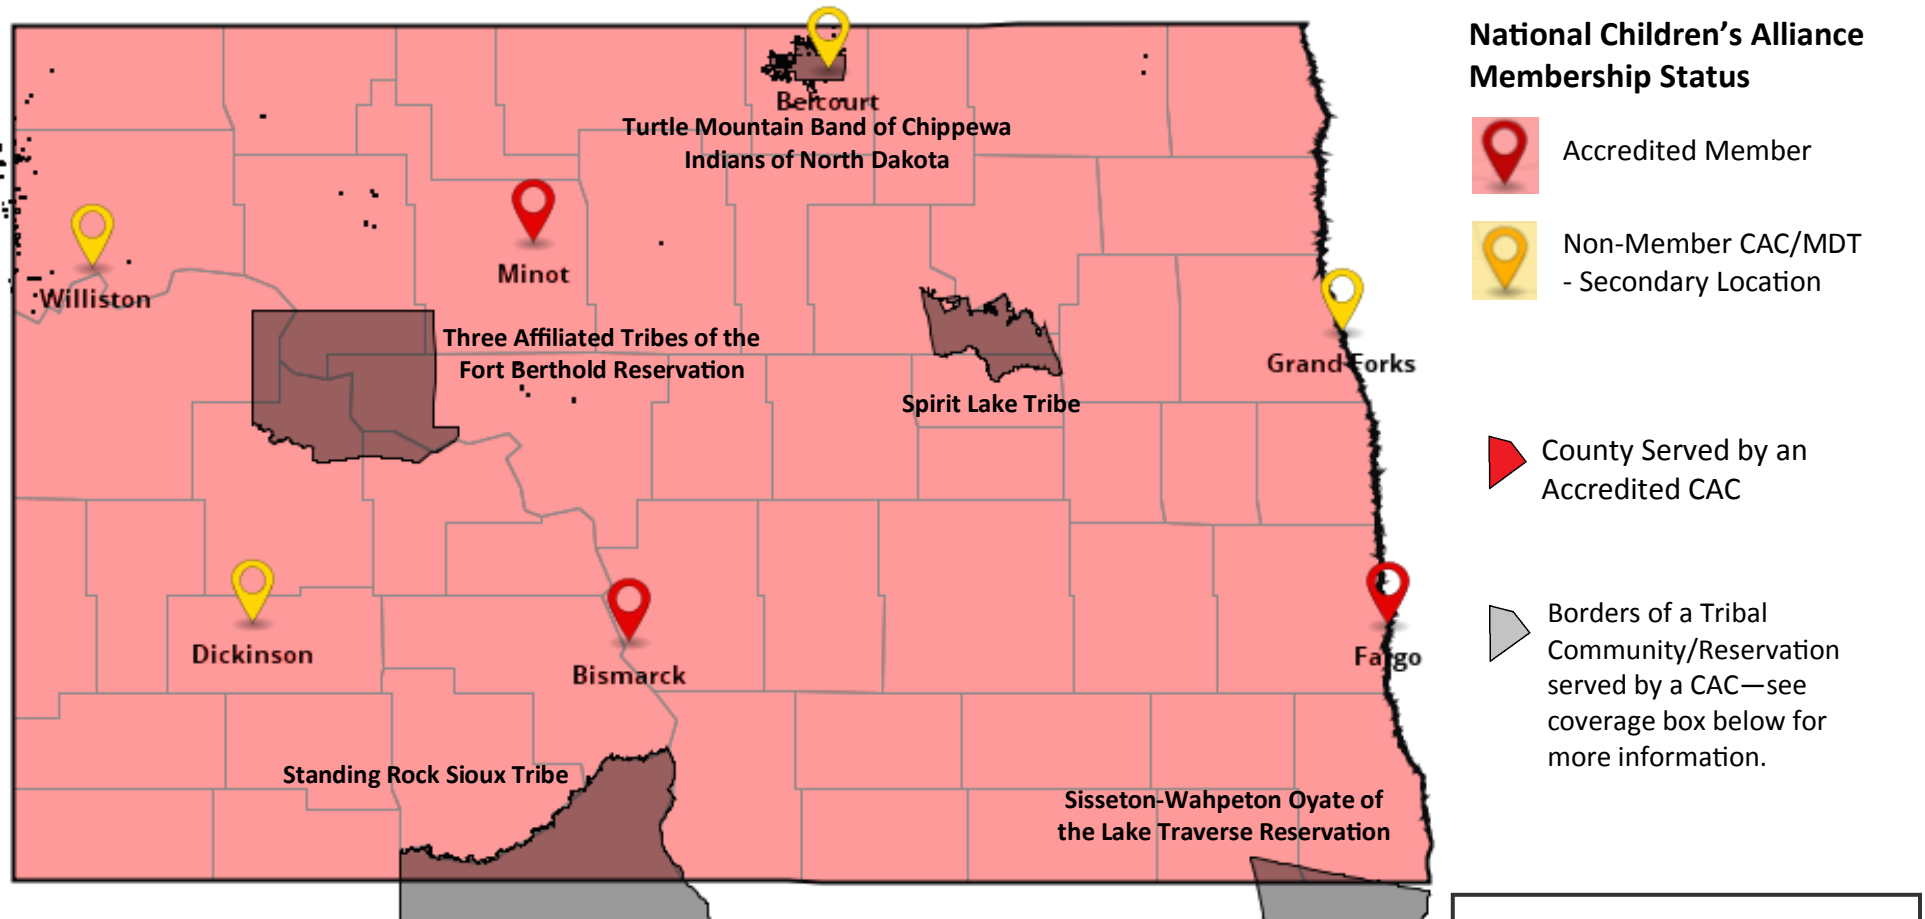 National Children’s Alliance
Membership Status
Accredited Member
Non-Member CAC/MDT
- Secondary Location
County Served by an
Accredited CAC
Borders of a Tribal
Community/Reservation
served by a CAC—see
coverage box below for
more information.
Belcourt
Turtle Mountain Band of Chippewa
Indians of North Dakota
Minot
Williston
Three Affiliated Tribes of the
Fort Berthold Reservation
Grand Forks
Spirit Lake Tribe
Dickinson
Bismarck
Fargo
Standing Rock Sioux Tribe
Sisseton-Wahpeton Oyate of
the Lake Traverse Reservation